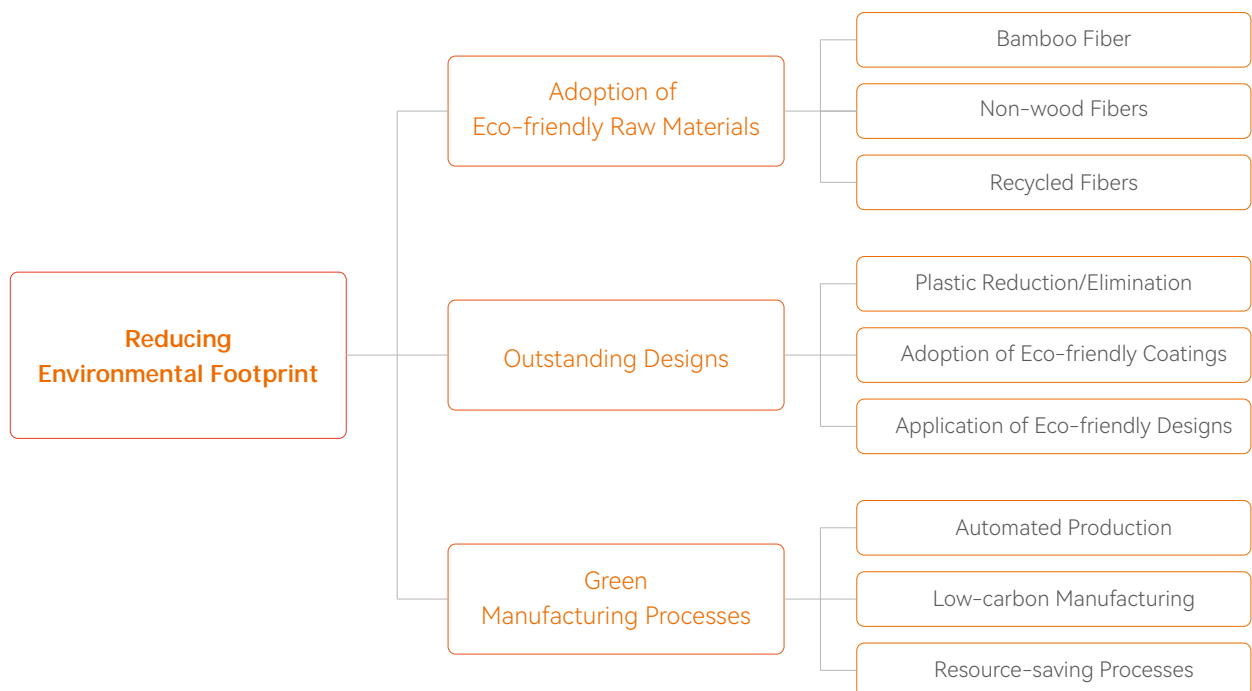 Reducing
Environmental Footprint
Adoption of
Eco-friendly Raw Materials
Bamboo Fiber
Non-wood Fibers
Recycled Fibers
Outstanding Designs
Plastic Reduction/Elimination
Adoption of Eco-friendly Coatings
Application of Eco-friendly Designs
Green
Manufacturing Processes
Automated Production
Low-carbon Manufacturing
Resource-saving Processes